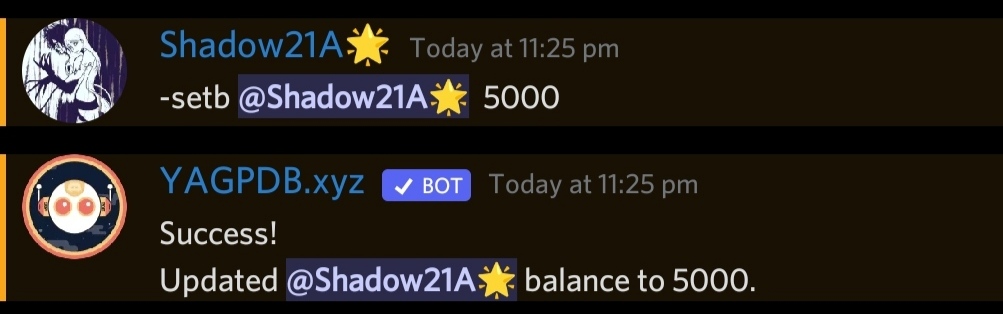 Shadow21A🌟 Today at 11:25 pm
-setb @Shadow21A🌟 5000
YAGPDB.xyz ✓ BOT Today at 11:25 pm
Success!
Updated @Shadow21A🌟 balance to 5000.